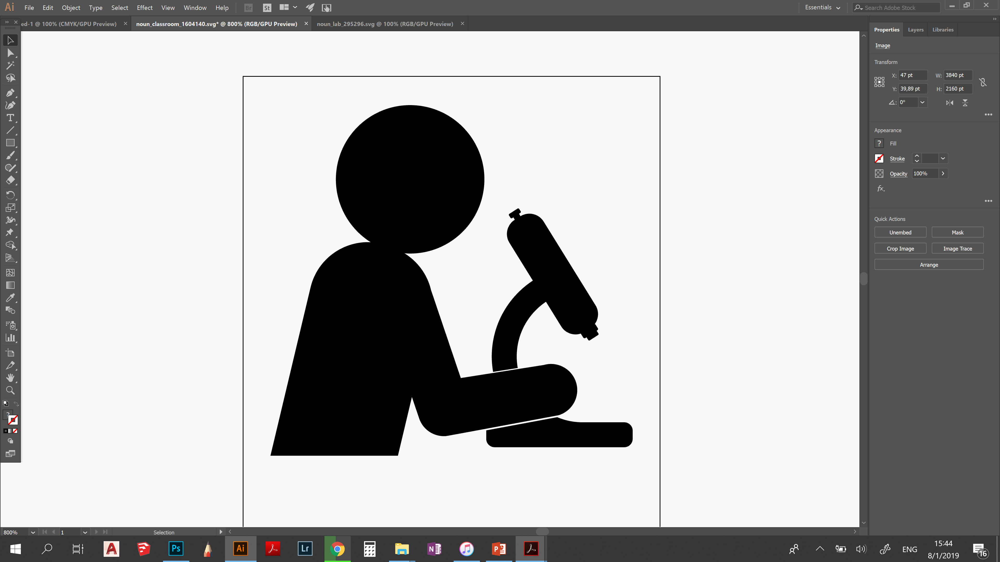 Ai File Edit Object Type Select Effect View Window Help Br St Essentials Search Adobe Stock
ed-1 @ 100% (CMYK/GPU Preview) noun_classroom_1604140.svg* @ 800% (RGB/GPU Preview) noun_lab_295296.svg @ 100% (RGB/GPU Preview)
Properties Layers Libraries
Image
Transform
X: 47 pt W: 3840 pt
Y: 39,89 pt H: 2160 pt
0°
Appearance
? Fill
Stroke
Opacity 100%
fx.
Quick Actions
Unembed Mask
Crop Image Image Trace
Arrange
T
?
800% 1 Selection
Ps Ai Lr N P ENG
15:44
8/1/2019
16